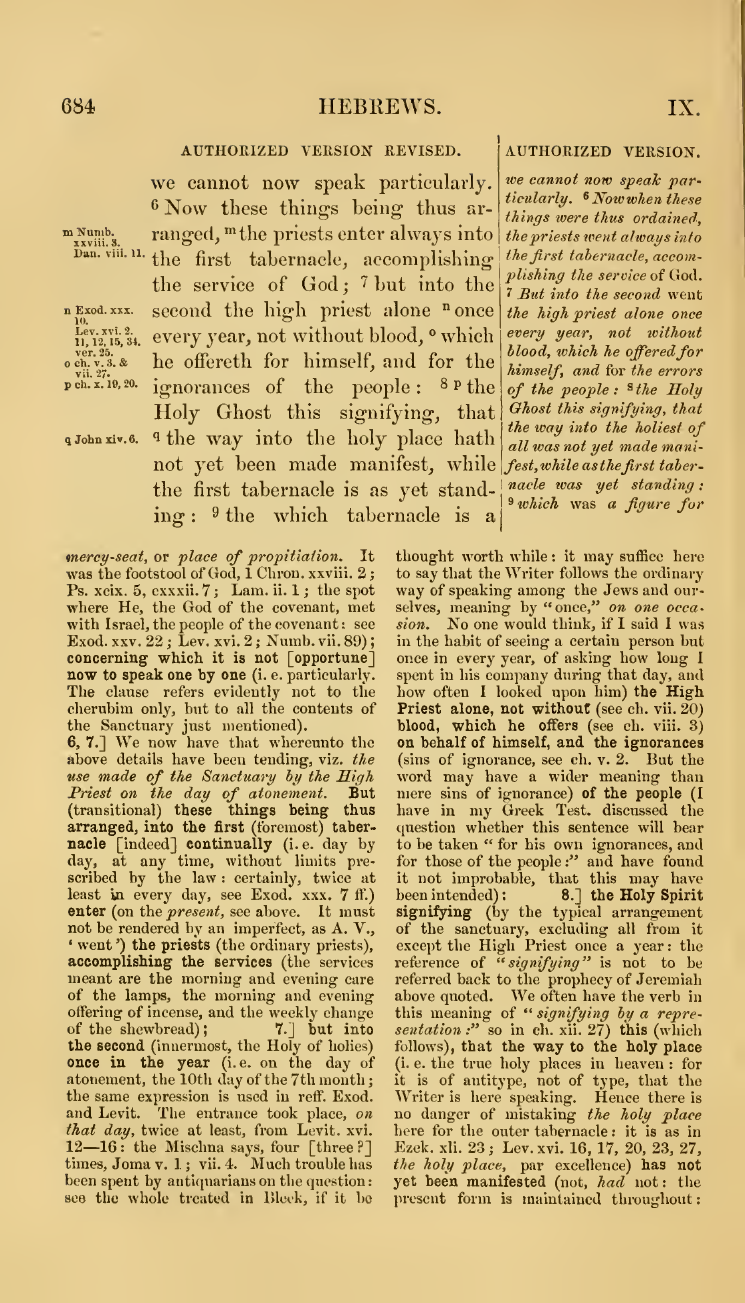 684 HEBREWS. IX.
AUTHORIZED VERSION REVISED.
we cannot now speak particularly.
6 Now these things being thus ar-
ranged, m the priests enter always into
the first tabernacle, accomplishing
the service of God; 7 but into the
second the high priest alone n once
every year, not without blood, o which
he offereth for himself, and for the
ignorances of the people: 8 p the
Holy Ghost this signifying, that
q the way into the holy place hath
not yet been made manifest, while
the first tabernacle is as yet stand-
ing: 9 the which tabernacle is a
m Numb.
xxviii. 3.
Dan. viii. 11.
n Exod. xxx.
10.
Lev. xvi. 2.
11, 12, 15, 34.
ver. 25.
o ch. v. 3. &
vii. 27.
p ch. x. 19, 20.
q John xiv. 6.
AUTHORIZED VERSION.
we cannot now speak par-
ticularly. 6 Now when these
things were thus ordained,
the priests went always into
the first tabernacle, accom-
plishing the service of God.
7 But into the second went
the high priest alone once
every year, not without
blood, which he offered for
himself, and for the errors
of the people: 8 the Holy
Ghost this signifying, that
the way into the holiest of
all was not yet made mani-
fest, while as the first taber-
nacle was yet standing:
9 which was a figure for
mercy-seat, or place of propitiation. It
was the footstool of God, 1 Chron. xxviii. 2;
Ps. xcix. 5, cxxxii. 7; Lam. ii. 1; the spot
where He, the God of the covenant, met
with Israel, the people of the covenant: see
Exod. xxv. 22; Lev. xvi. 2; Numb. vii. 89);
concerning which it is not [opportune]
now to speak one by one (i. e. particularly.
The clause refers evidently not to the
cherubim only, but to all the contents of
the Sanctuary just mentioned).
6, 7.] We now have that whereunto the
above details have been tending, viz. the
use made of the Sanctuary by the High
Priest on the day of atonement. But
(transitional) these things being thus
arranged, into the first (foremost) taber-
nacle [indeed] continually (i. e. day by
day, at any time, without limits pre-
scribed by the law: certainly, twice at
least in every day, see Exod. xxx. 7 ff.)
enter (on the present, see above. It must
not be rendered by an imperfect, as A. V.,
‘ went ’) the priests (the ordinary priests),
accomplishing the services (the services
meant are the morning and evening care
of the lamps, the morning and evening
offering of incense, and the weekly change
of the shewbread); 7.] but into
the second (innermost, the Holy of holies)
once in the year (i. e. on the day of
atonement, the 10th day of the 7th month;
the same expression is used in reff. Exod.
and Levit. The entrance took place, on
that day, twice at least, from Levit. xvi.
12—16: the Mischna says, four [three?]
times, Joma v. 1; vii. 4. Much trouble has
been spent by antiquarians on the question:
see the whole treated in Bleek, if it be
thought worth while: it may suffice here
to say that the Writer follows the ordinary
way of speaking among the Jews and our-
selves, meaning by “once,” on one occa-
sion. No one would think, if I said I was
in the habit of seeing a certain person but
once in every year, of asking how long I
spent in his company during that day, and
how often I looked upon him) the High
Priest alone, not without (see ch. vii. 20)
blood, which he offers (see ch. viii. 3)
on behalf of himself, and the ignorances
(sins of ignorance, see ch. v. 2. But the
word may have a wider meaning than
mere sins of ignorance) of the people (I
have in my Greek Test. discussed the
question whether this sentence will bear
to be taken “ for his own ignorances, and
for those of the people:” and have found
it not improbable, that this may have
been intended): 8.] the Holy Spirit
signifying (by the typical arrangement
of the sanctuary, excluding all from it
except the High Priest once a year: the
reference of “signifying” is not to be
referred back to the prophecy of Jeremiah
above quoted. We often have the verb in
this meaning of “ signifying by a repre-
sentation:” so in ch. xii. 27) this (which
follows), that the way to the holy place
(i. e. the true holy places in heaven: for
it is of antitype, not of type, that the
Writer is here speaking. Hence there is
no danger of mistaking the holy place
here for the outer tabernacle: it is as in
Ezek. xli. 23; Lev. xvi. 16, 17, 20, 23, 27,
the holy place, par excellence) has not
yet been manifested (not, had not: the
present form is maintained throughout: